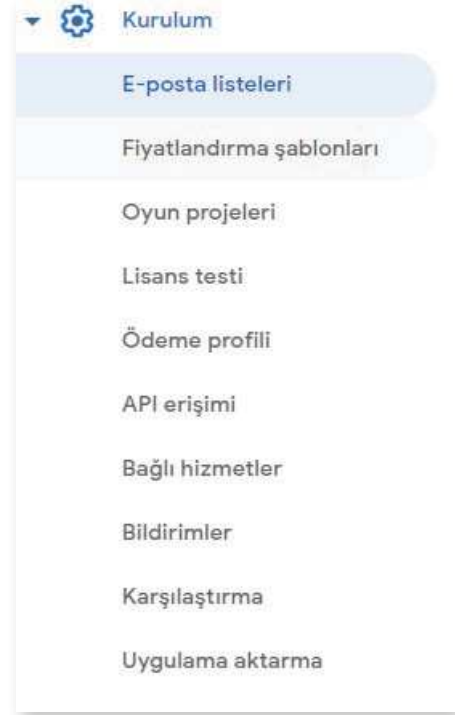 Kurulum
E-posta listeleri
Fiyatlandırma şablonları
Oyun projeleri
Lisans testi
Ödeme profili
API erişimi
Bağlı hizmetler
Bildirimler
Karşılaştırma
Uygulama aktarma